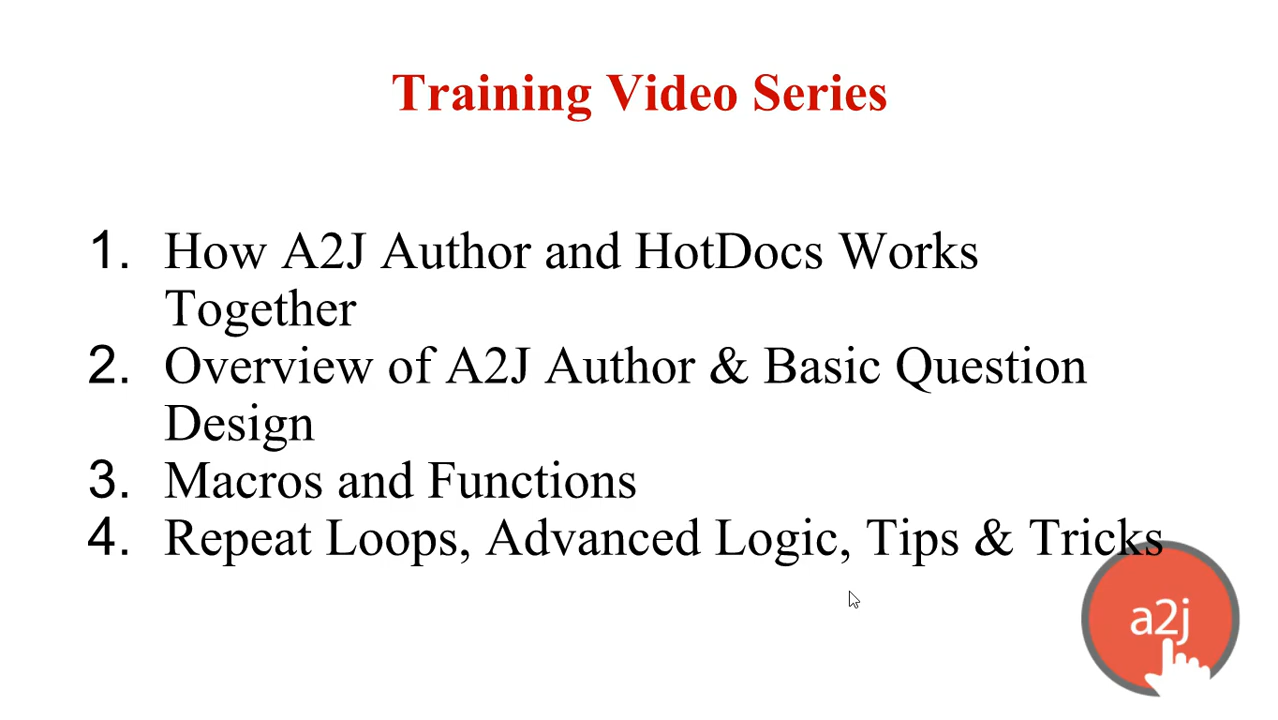 Training Video Series
1. How A2J Author and HotDocs Works
Together
2. Overview of A2J Author & Basic Question
Design
3. Macros and Functions
4. Repeat Loops, Advanced Logic, Tips & Tricks
a2j